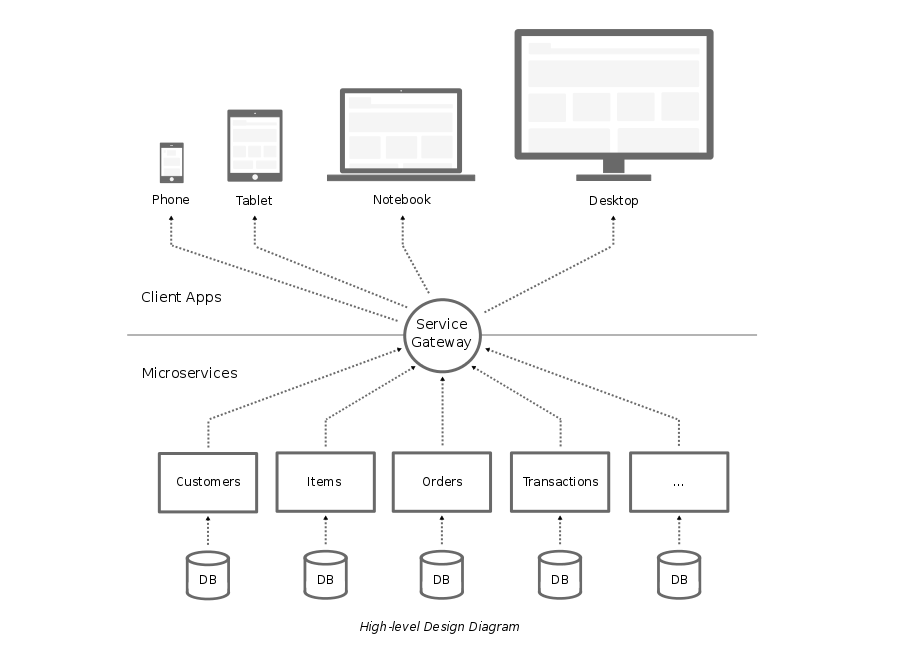 Phone
Tablet
Notebook
Desktop
Client Apps
Service
Gateway
Microservices
Customers
Items
Orders
Transactions
...
DB
DB
DB
DB
DB
High-level Design Diagram